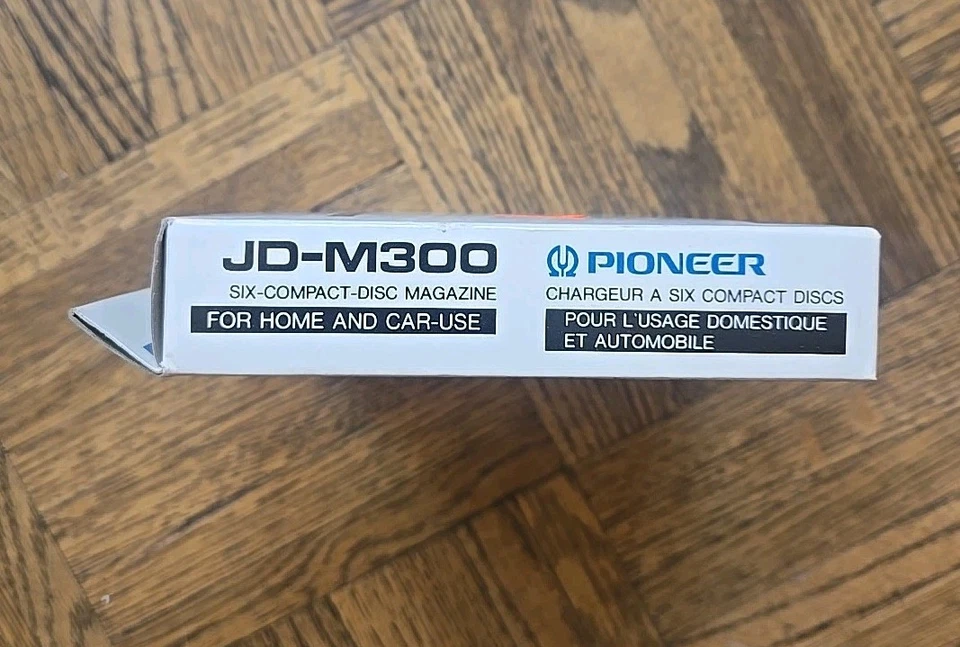 JD-M300
SIX-COMPACT-DISC MAGAZINE
FOR HOME AND CAR-USE
PIONEER
CHARGEUR A SIX COMPACT DISCS
POUR L'USAGE DOMESTIQUE
ET AUTOMOBILE